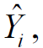 Ŷᵢ ,